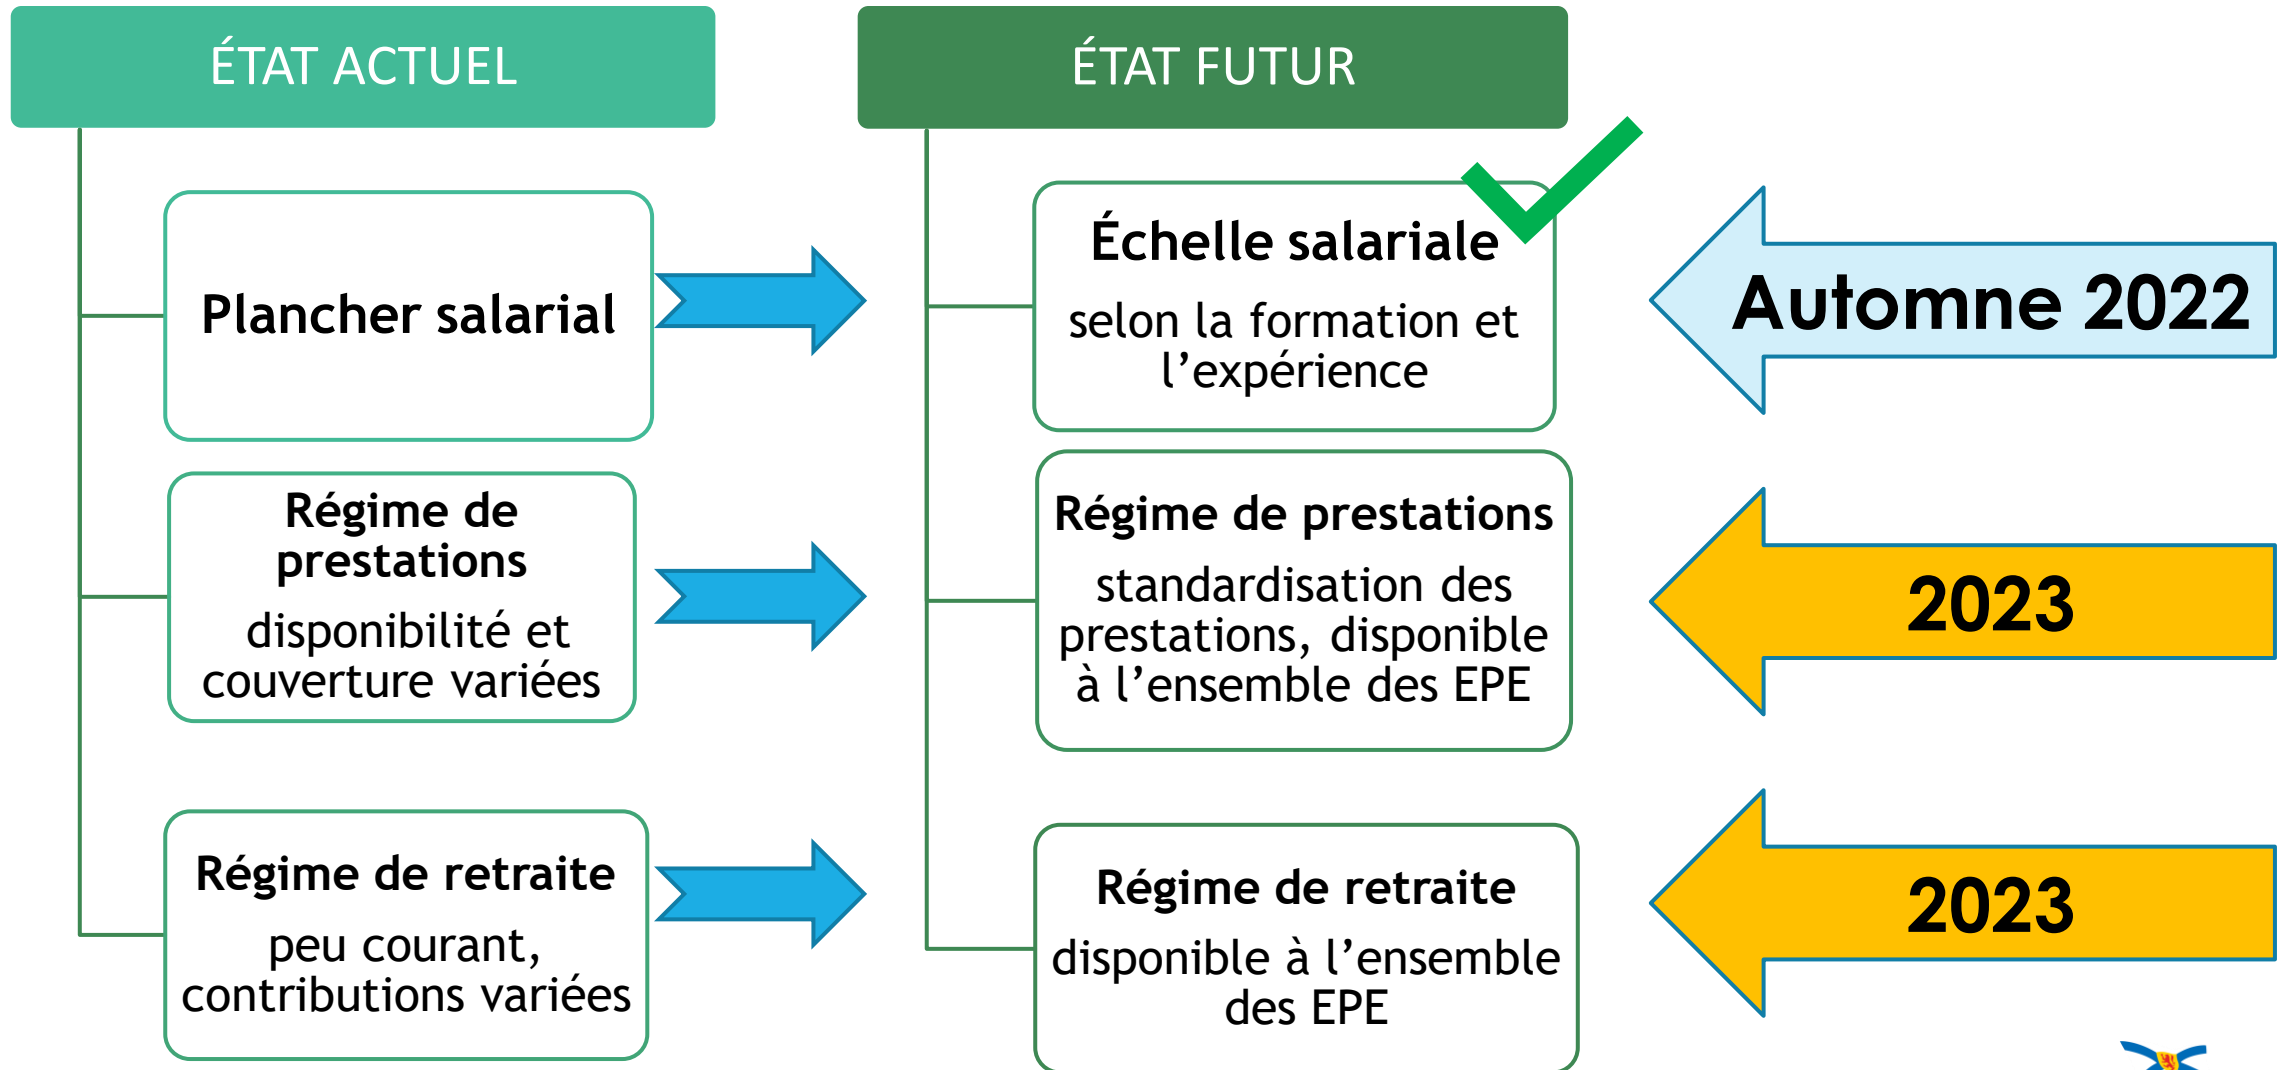 ÉTAT ACTUEL
Plancher salarial
Régime de
prestations
disponibilité et
couverture variées
Régime de retraite
peu courant,
contributions variées
ÉTAT FUTUR
Échelle salariale
selon la formation et
l’expérience
Régime de prestations
standardisation des
prestations, disponible
à l’ensemble des EPE
Régime de retraite
disponible à l’ensemble
des EPE
Automne 2022
2023
2023